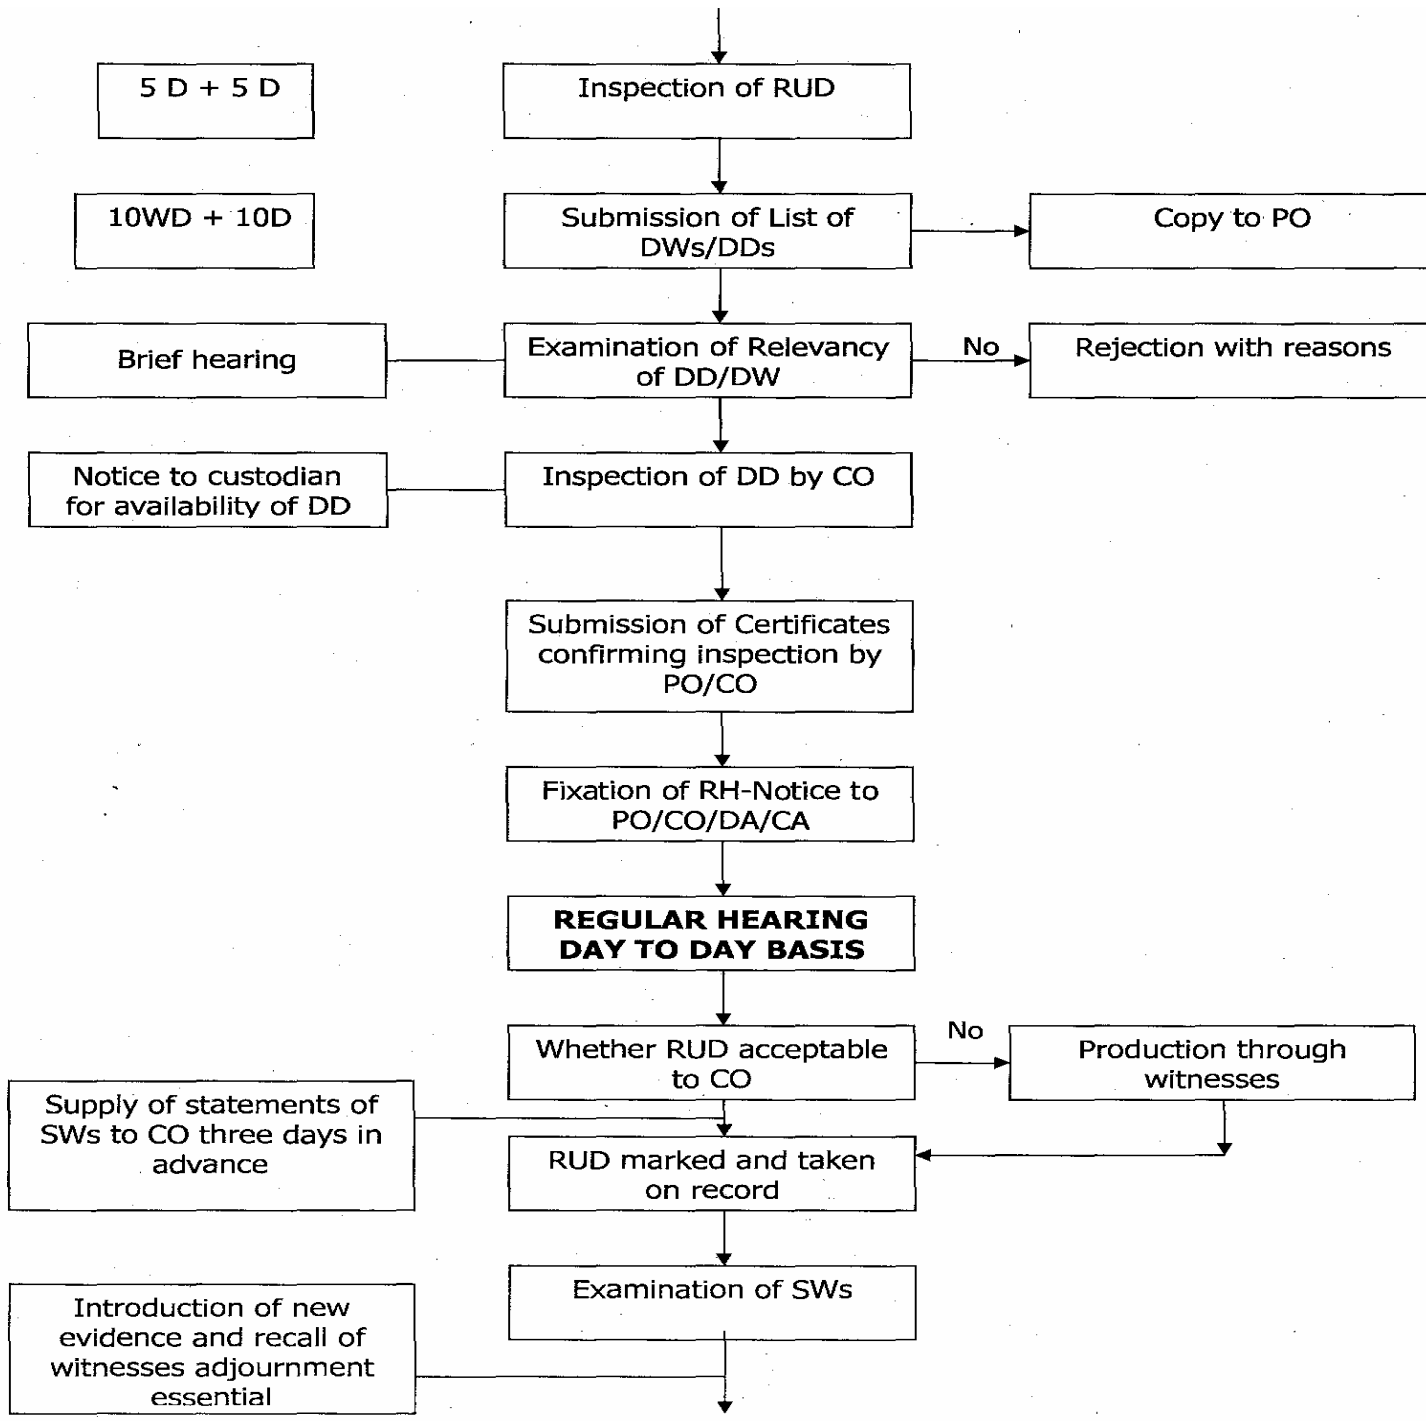 5 D + 5 D
Inspection of RUD
10WD + 10D
Submission of List of
DWs/DDs
Copy to PO
Brief hearing
Examination of Relevancy
of DD/DW
No
Rejection with reasons
Notice to custodian
for availability of DD
Inspection of DD by CO
Submission of Certificates
confirming inspection by
PO/CO
Fixation of RH-Notice to
PO/CO/DA/CA
REGULAR HEARING
DAY TO DAY BASIS
Whether RUD acceptable
to CO
No
Production through
witnesses
Supply of statements of
SWs to CO three days in
advance
RUD marked and taken
on record
Examination of SWs
Introduction of new
evidence and recall of
witnesses adjournment
essential